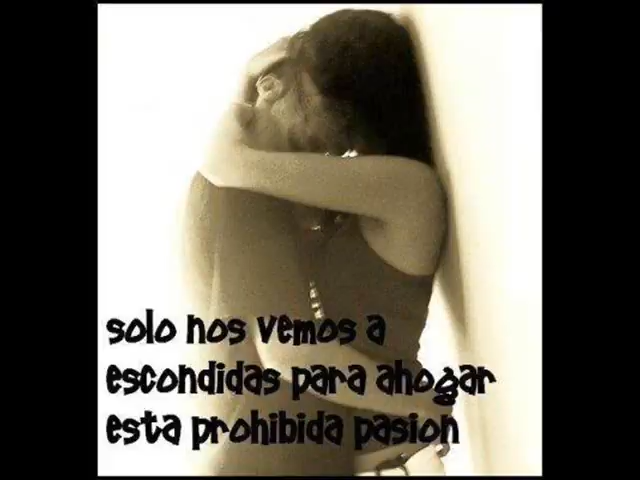 solo nos vemos a
escondidas para ahogar
esta prohibida pasion